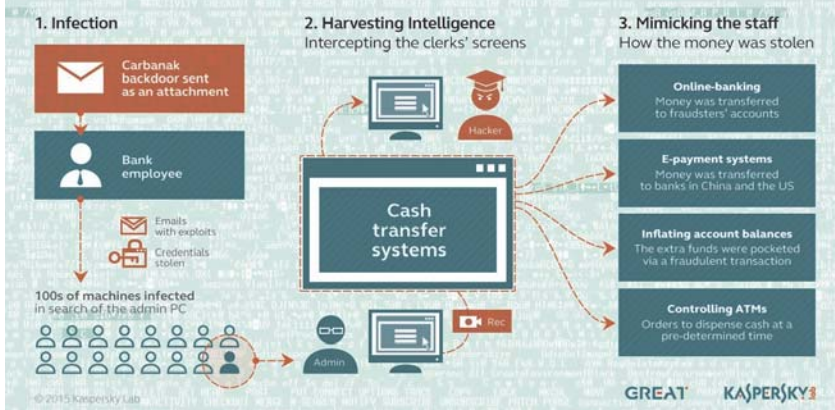 1. Infection
Carbanak
backdoor sent
as an attachment
Bank
employee
Emails
with exploits
Credentials
stolen
100s of machines infected
in search of the admin PC
2. Harvesting Intelligence
Intercepting the clerks' screens
Hacker
Cash
transfer
systems
Rec
Admin
3. Mimicking the staff
How the money was stolen
Online-banking
Money was transferred
to fraudsters' accounts
E-payment systems
Money was transferred
to banks in China and the US
Inflating account balances
The extra funds were pocketed
via a fraudulent transaction
Controlling ATMs
Orders to dispense cash at a
pre-determined time
© 2015 Kaspersky Lab
GREAT
KASPERSKY